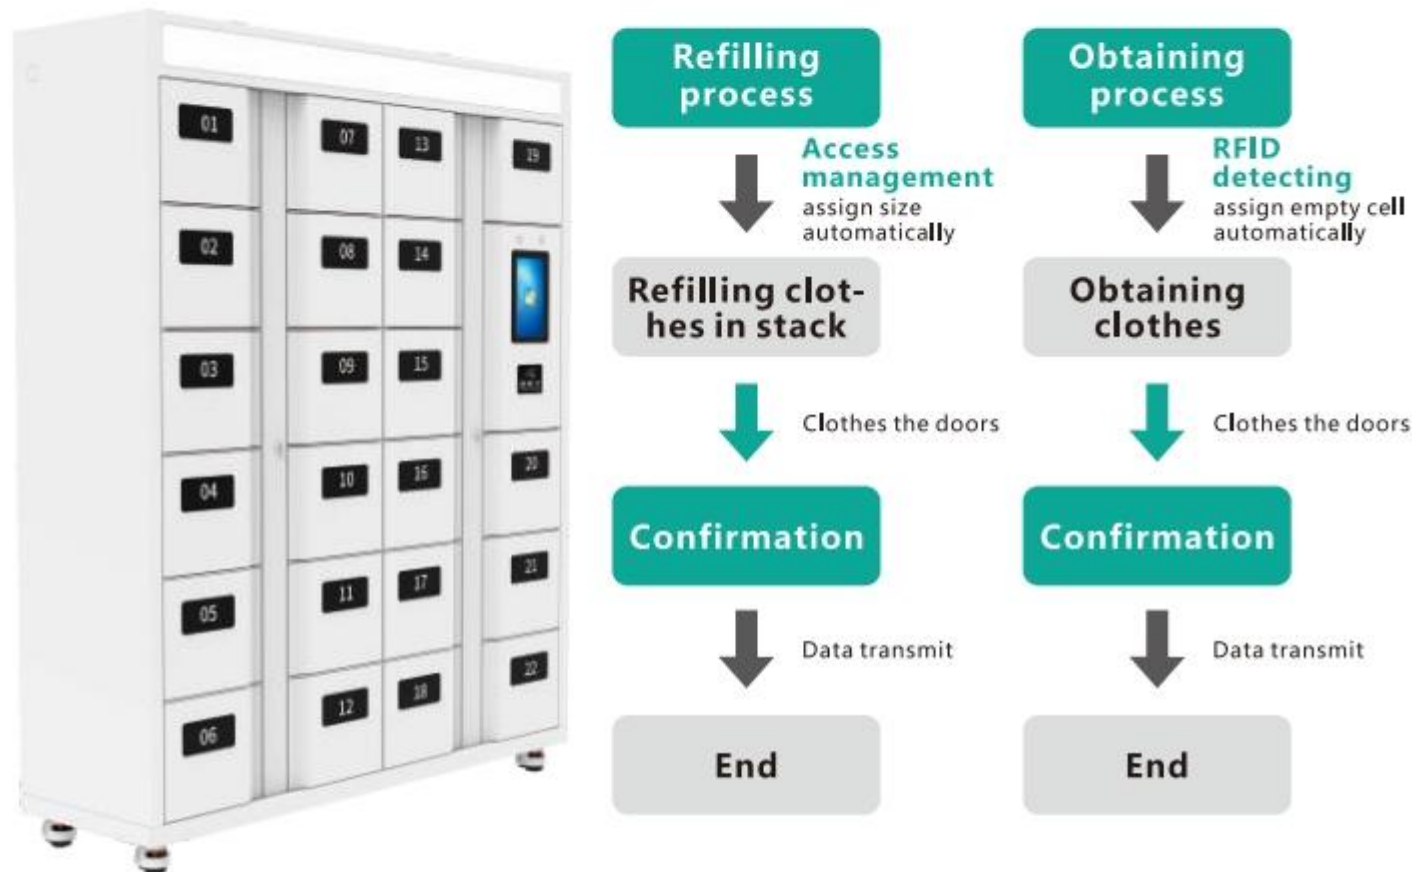 01
02
03
04
05
06
07
08
09
10
11
12
13
14
15
16
17
18
19
20
21
22
Refilling
process
Access
management
assign size
automatically
Refilling clot-
hes in stack
Clothes the doors
Confirmation
Data transmit
End
Obtaining
process
RFID
detecting
assign empty cell
automatically
Obtaining
clothes
Clothes the doors
Confirmation
Data transmit
End